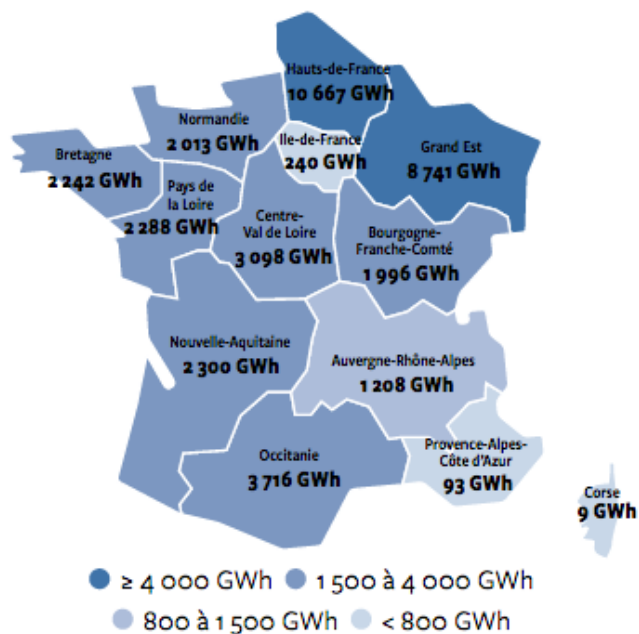 Hauts-de-France
10 667 GWh
Normandie
2 013 GWh
Ile-de-France
240 GWh
Grand Est
8 741 GWh
Bretagne
2 242 GWh
Pays de
la Loire
2 288 GWh
Centre-
Val de Loire
3 098 GWh
Bourgogne-
Franche-Comté
1 996 GWh
Nouvelle-Aquitaine
2 300 GWh
Auvergne-Rhône-Alpes
1 208 GWh
Occitanie
3 716 GWh
Provence-Alpes-
Côte d'Azur
93 GWh
Corse
9 GWh
≥ 4 000 GWh
1 500 à 4 000 GWh
800 à 1 500 GWh
< 800 GWh